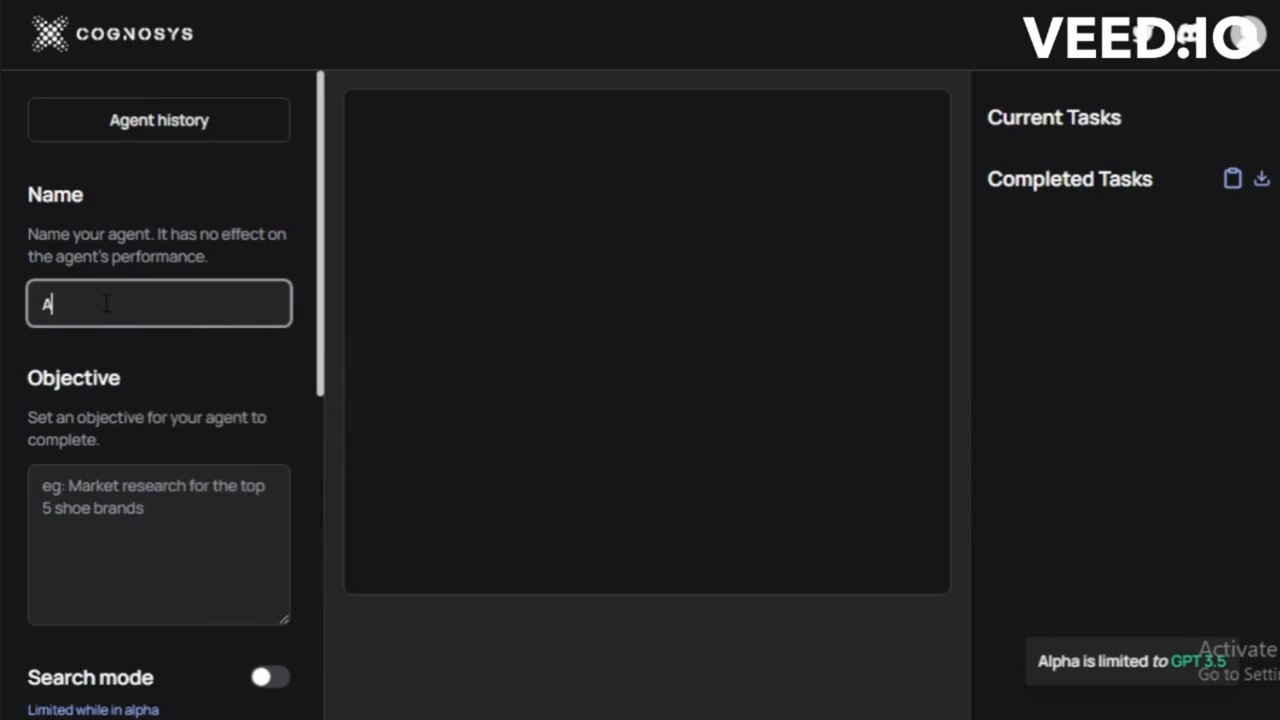 COGNOSYS
VEED.IO
Agent history
Name
Name your agent. It has no effect on
the agent's performance.
A
Objective
Set an objective for your agent to
complete.
eg: Market research for the top
5 shoe brands
Search mode
Limited while in alpha
Current Tasks
Completed Tasks
Alpha is limited to GPT 3.5
Activate
Go to Setti